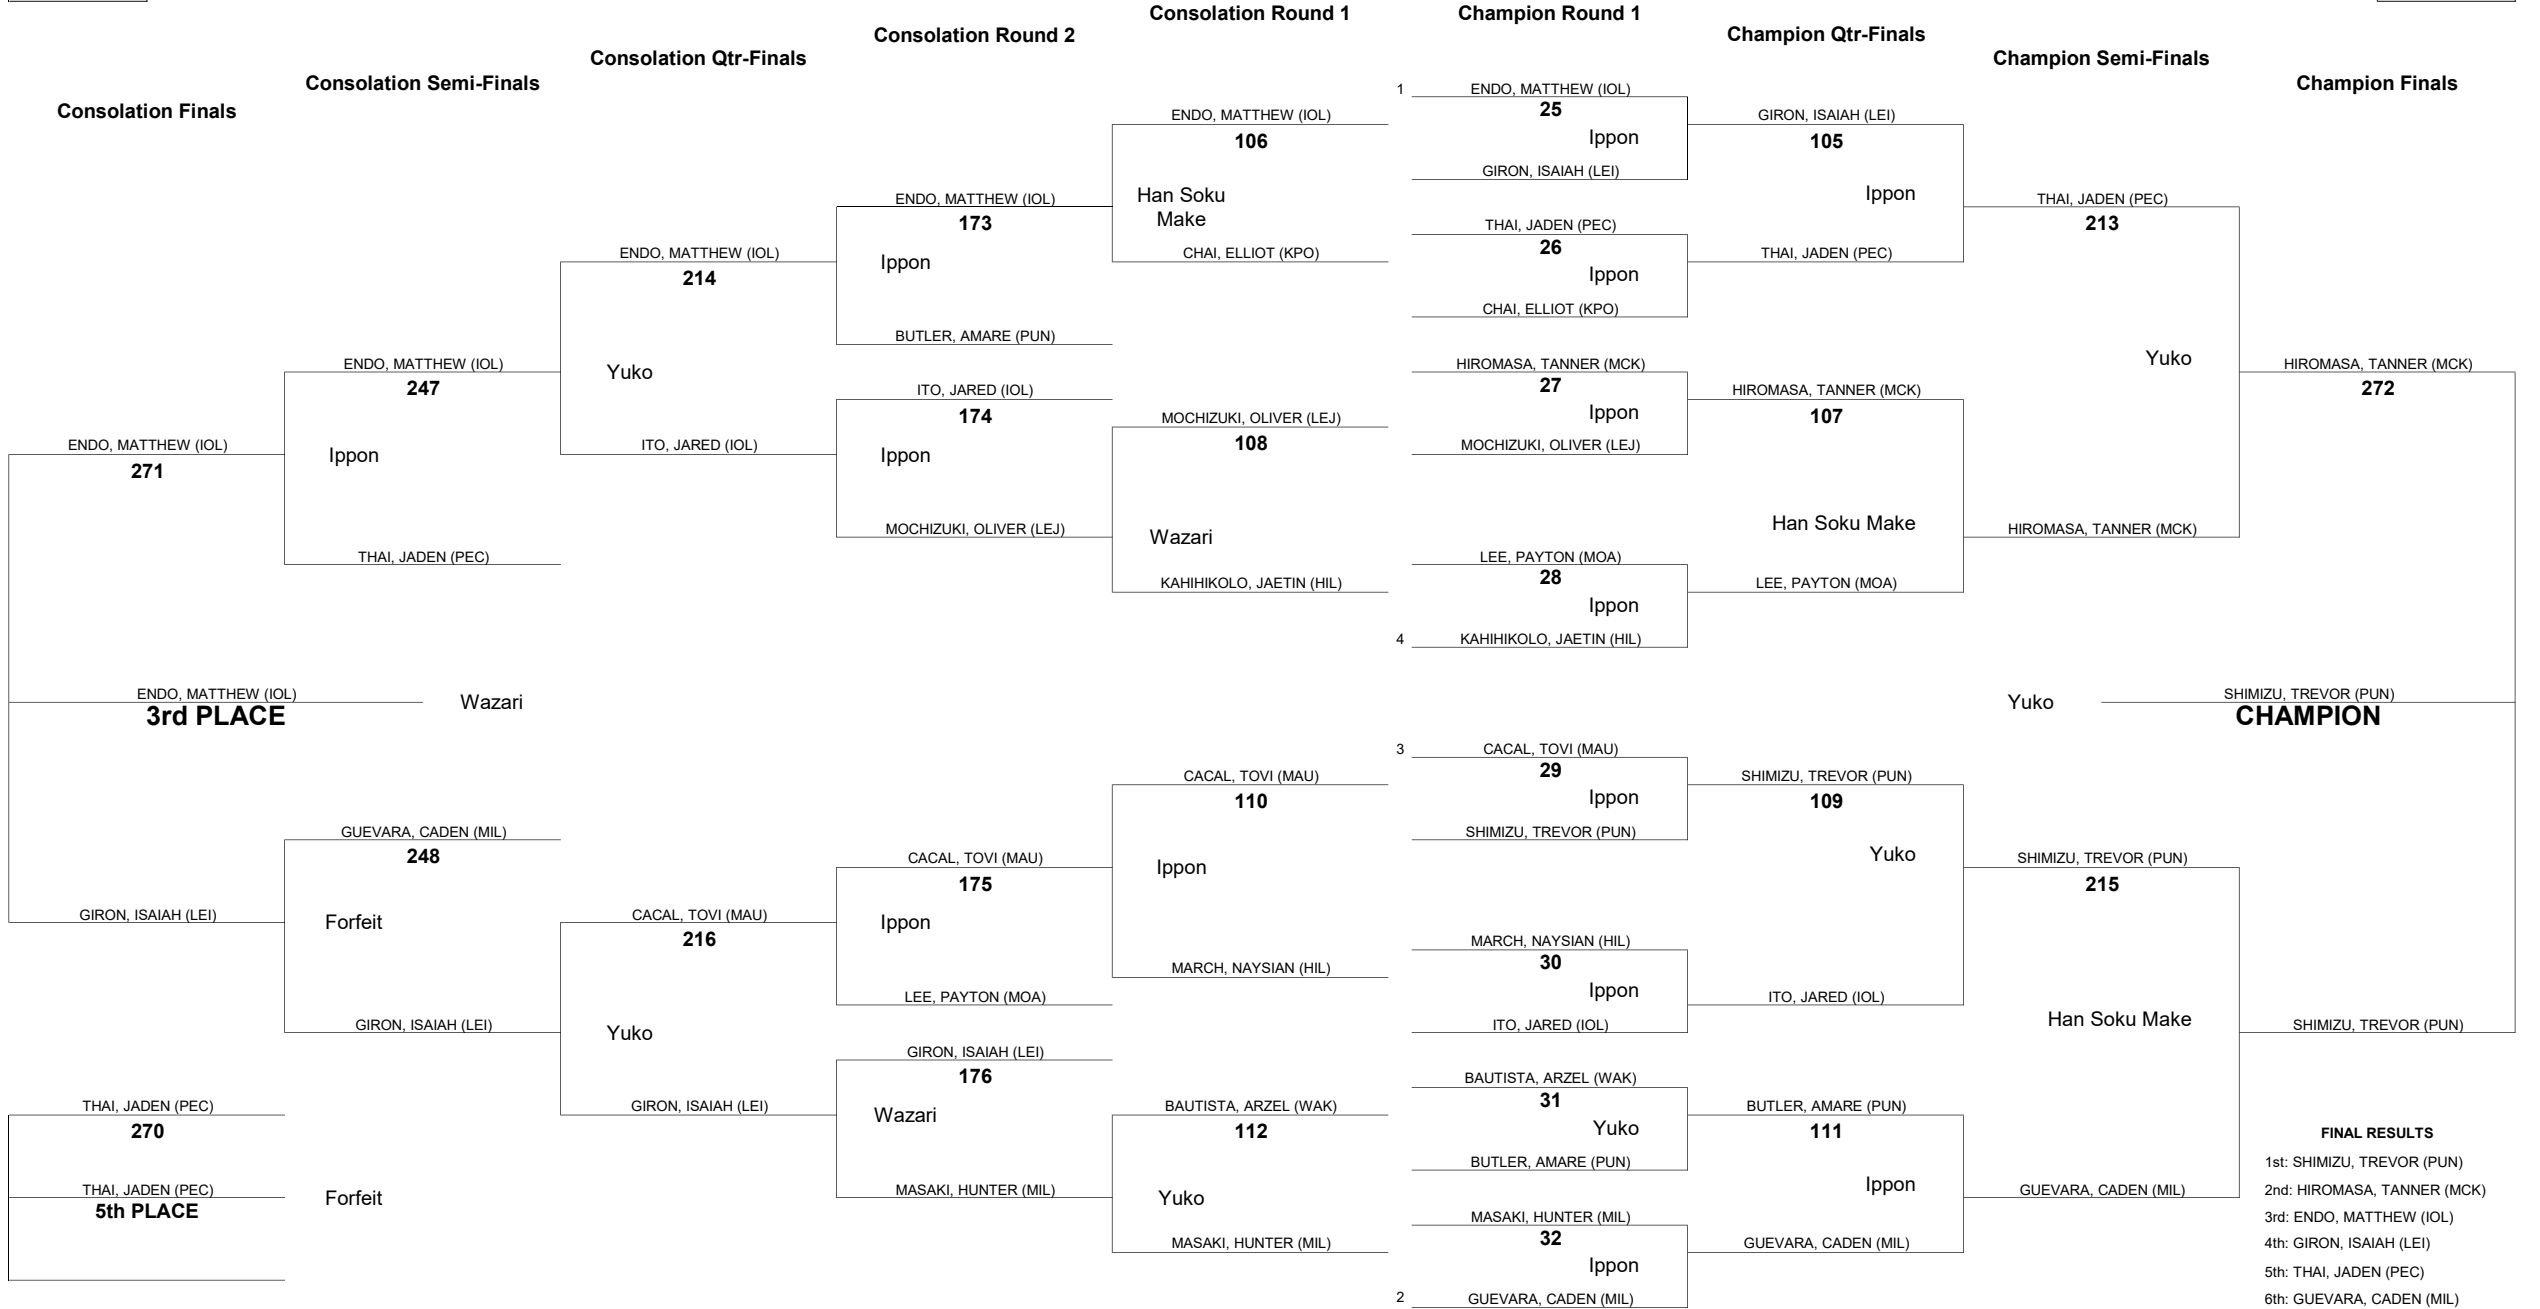 Consolation Round 1
Champion Round 1
Consolation Round 2
Champion Qtr-Finals
Consolation Qtr-Finals
Champion Semi-Finals
Consolation Semi-Finals
Champion Finals
Consolation Finals
ENDO, MATTHEW (IOL)
271
GIRON, ISAIAH (LEI)
ENDO, MATTHEW (IOL)
3rd PLACE
Wazari
THAI, JADEN (PEC)
270
THAI, JADEN (PEC)
5th PLACE
Forfeit
ENDO, MATTHEW (IOL)
247
Ippon
THAI, JADEN (PEC)
GUEVARA, CADEN (MIL)
248
Forfeit
GIRON, ISAIAH (LEI)
ENDO, MATTHEW (IOL)
214
Yuko
ITO, JARED (IOL)
CACAL, TOVI (MAU)
216
Yuko
GIRON, ISAIAH (LEI)
ENDO, MATTHEW (IOL)
173
Ippon
BUTLER, AMARE (PUN)
ITO, JARED (IOL)
174
Ippon
MOCHIZUKI, OLIVER (LEJ)
CACAL, TOVI (MAU)
175
Ippon
LEE, PAYTON (MOA)
GIRON, ISAIAH (LEI)
176
Wazari
MASAKI, HUNTER (MIL)
ENDO, MATTHEW (IOL)
106
Han Soku
Make
CHAI, ELLIOT (KPO)
MOCHIZUKI, OLIVER (LEJ)
108
Wazari
KAHIHIKOLO, JAETIN (HIL)
CACAL, TOVI (MAU)
110
Ippon
MARCH, NAYSIAN (HIL)
BAUTISTA, ARZEL (WAK)
112
Yuko
MASAKI, HUNTER (MIL)
1 ENDO, MATTHEW (IOL)
25
Ippon
GIRON, ISAIAH (LEI)
THAI, JADEN (PEC)
26
Ippon
CHAI, ELLIOT (KPO)
HIROMASA, TANNER (MCK)
27
Ippon
MOCHIZUKI, OLIVER (LEJ)
LEE, PAYTON (MOA)
28
Ippon
4 KAHIHIKOLO, JAETIN (HIL)
3 CACAL, TOVI (MAU)
29
Ippon
SHIMIZU, TREVOR (PUN)
MARCH, NAYSIAN (HIL)
30
Ippon
ITO, JARED (IOL)
BAUTISTA, ARZEL (WAK)
31
Yuko
BUTLER, AMARE (PUN)
MASAKI, HUNTER (MIL)
32
Ippon
2 GUEVARA, CADEN (MIL)
GIRON, ISAIAH (LEI)
105
Ippon
THAI, JADEN (PEC)
HIROMASA, TANNER (MCK)
107
Han Soku Make
LEE, PAYTON (MOA)
SHIMIZU, TREVOR (PUN)
109
Yuko
ITO, JARED (IOL)
BUTLER, AMARE (PUN)
111
Ippon
GUEVARA, CADEN (MIL)
THAI, JADEN (PEC)
213
Yuko
HIROMASA, TANNER (MCK)
SHIMIZU, TREVOR (PUN)
215
Han Soku Make
GUEVARA, CADEN (MIL)
HIROMASA, TANNER (MCK)
272
Yuko
SHIMIZU, TREVOR (PUN)
CHAMPION
SHIMIZU, TREVOR (PUN)
FINAL RESULTS
1st: SHIMIZU, TREVOR (PUN)
2nd: HIROMASA, TANNER (MCK)
3rd: ENDO, MATTHEW (IOL)
4th: GIRON, ISAIAH (LEI)
5th: THAI, JADEN (PEC)
6th: GUEVARA, CADEN (MIL)